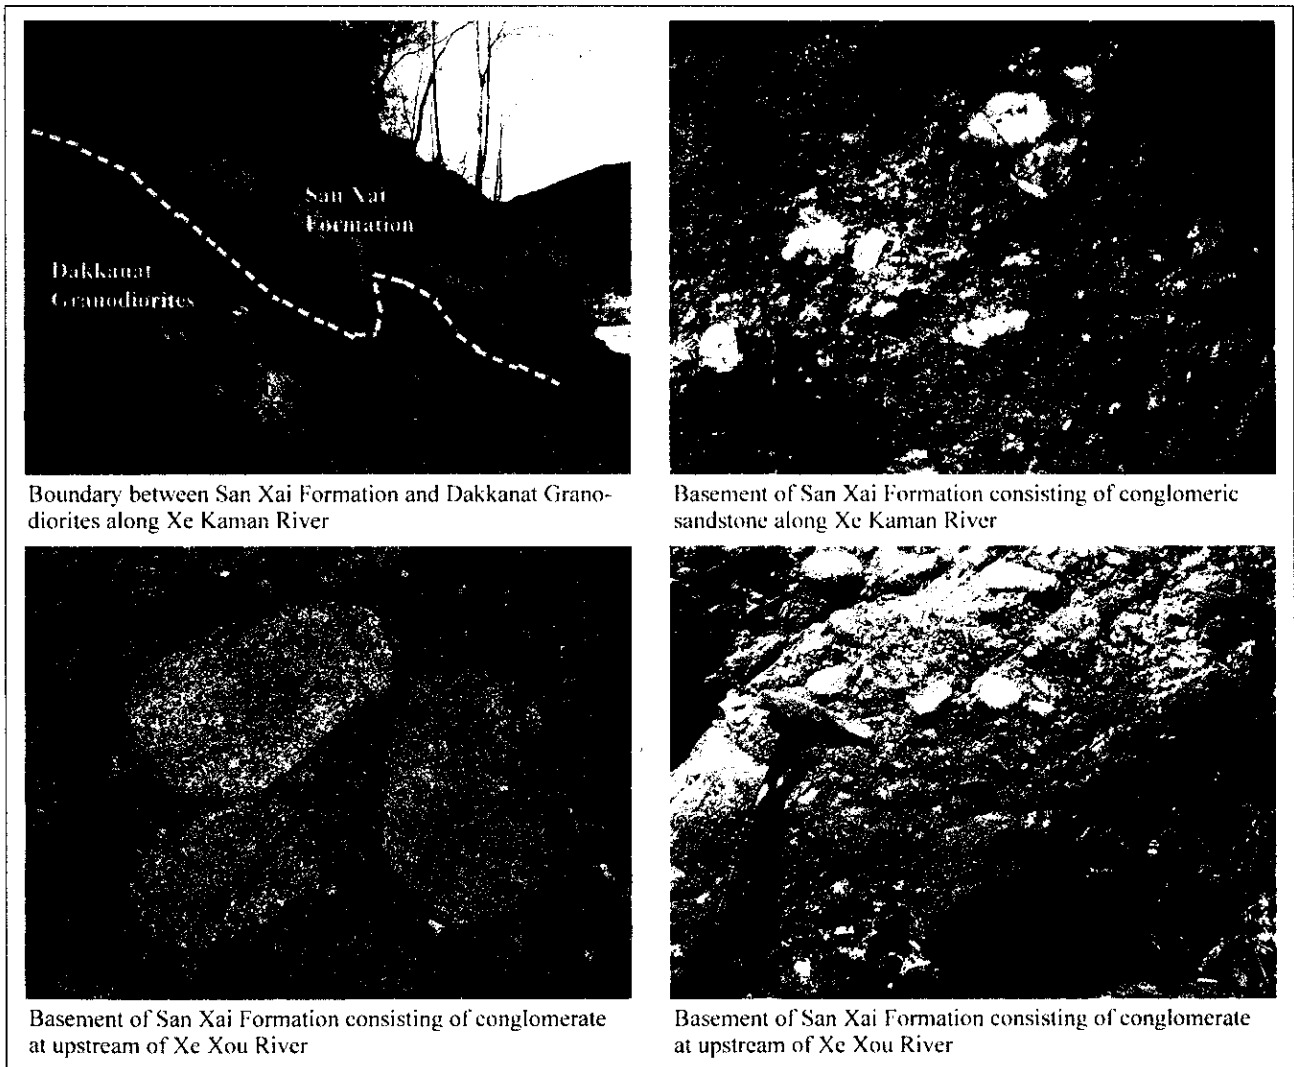 San Xai
Formation
Dakkanat
Granodiorites
Boundary between San Xai Formation and Dakkanat Grano-
diorites along Xe Kaman River
Basement of San Xai Formation consisting of conglomeric
sandstone along Xe Kaman River
Basement of San Xai Formation consisting of conglomerate
at upstream of Xe Xou River
Basement of San Xai Formation consisting of conglomerate
at upstream of Xe Xou River